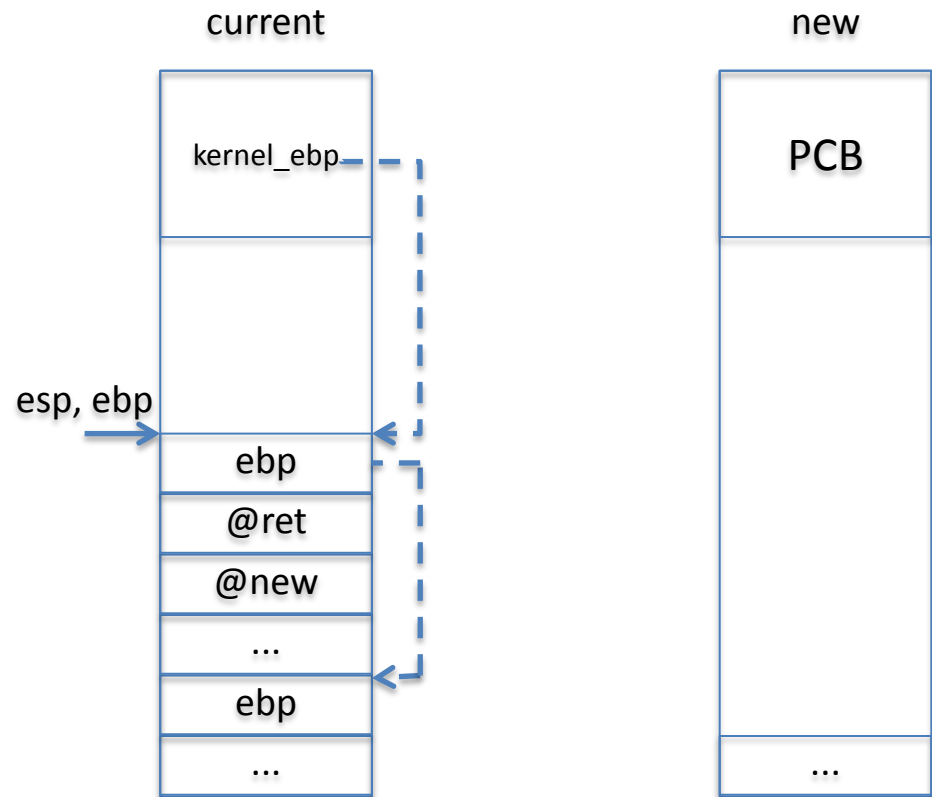 current
new
kernel_ebp
PCB
esp, ebp
ebp
@ret
@new
...
ebp
...
...